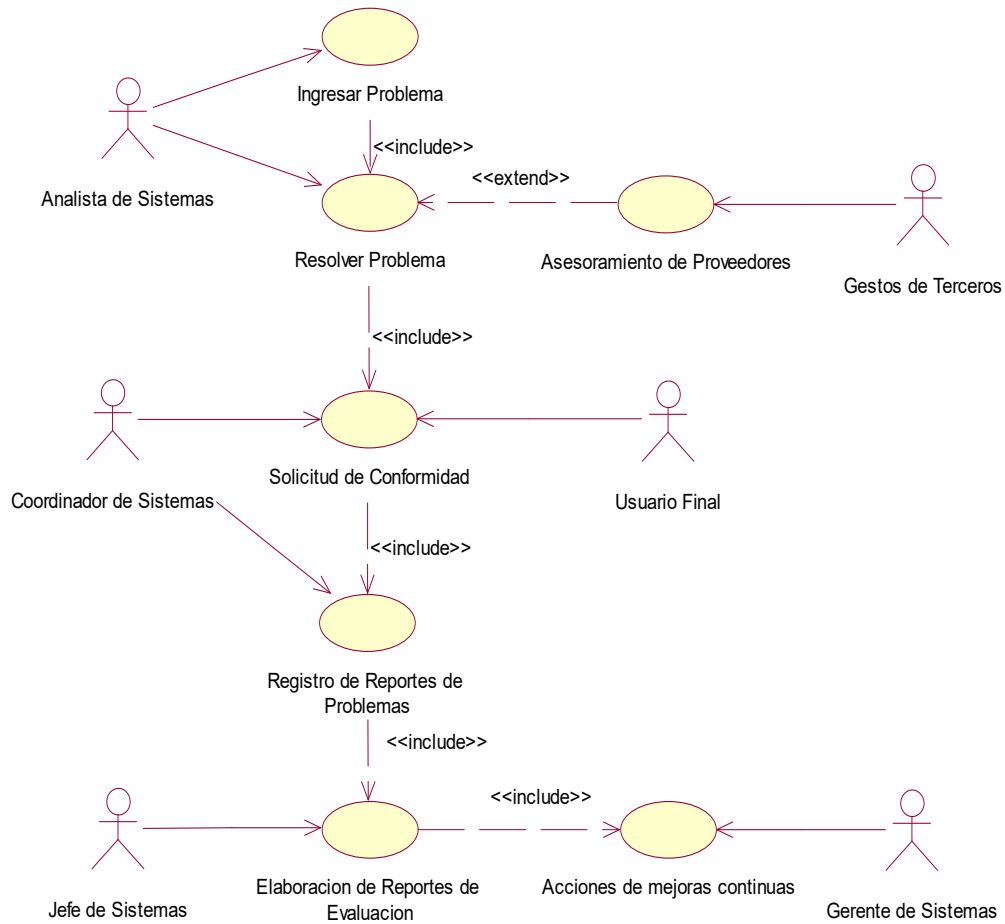 Ingresar Problema
<<include>>
Analista de Sistemas
<<extend>>
Resolver Problema
Asesoramiento de Proveedores
Gestos de Terceros
<<include>>
Solicitud de Conformidad
Coordinador de Sistemas
Usuario Final
<<include>>
Registro de Reportes de
Problemas
<<include>>
<<include>>
Jefe de Sistemas
Elaboracion de Reportes de
Evaluacion
Acciones de mejoras continuas
Gerente de Sistemas